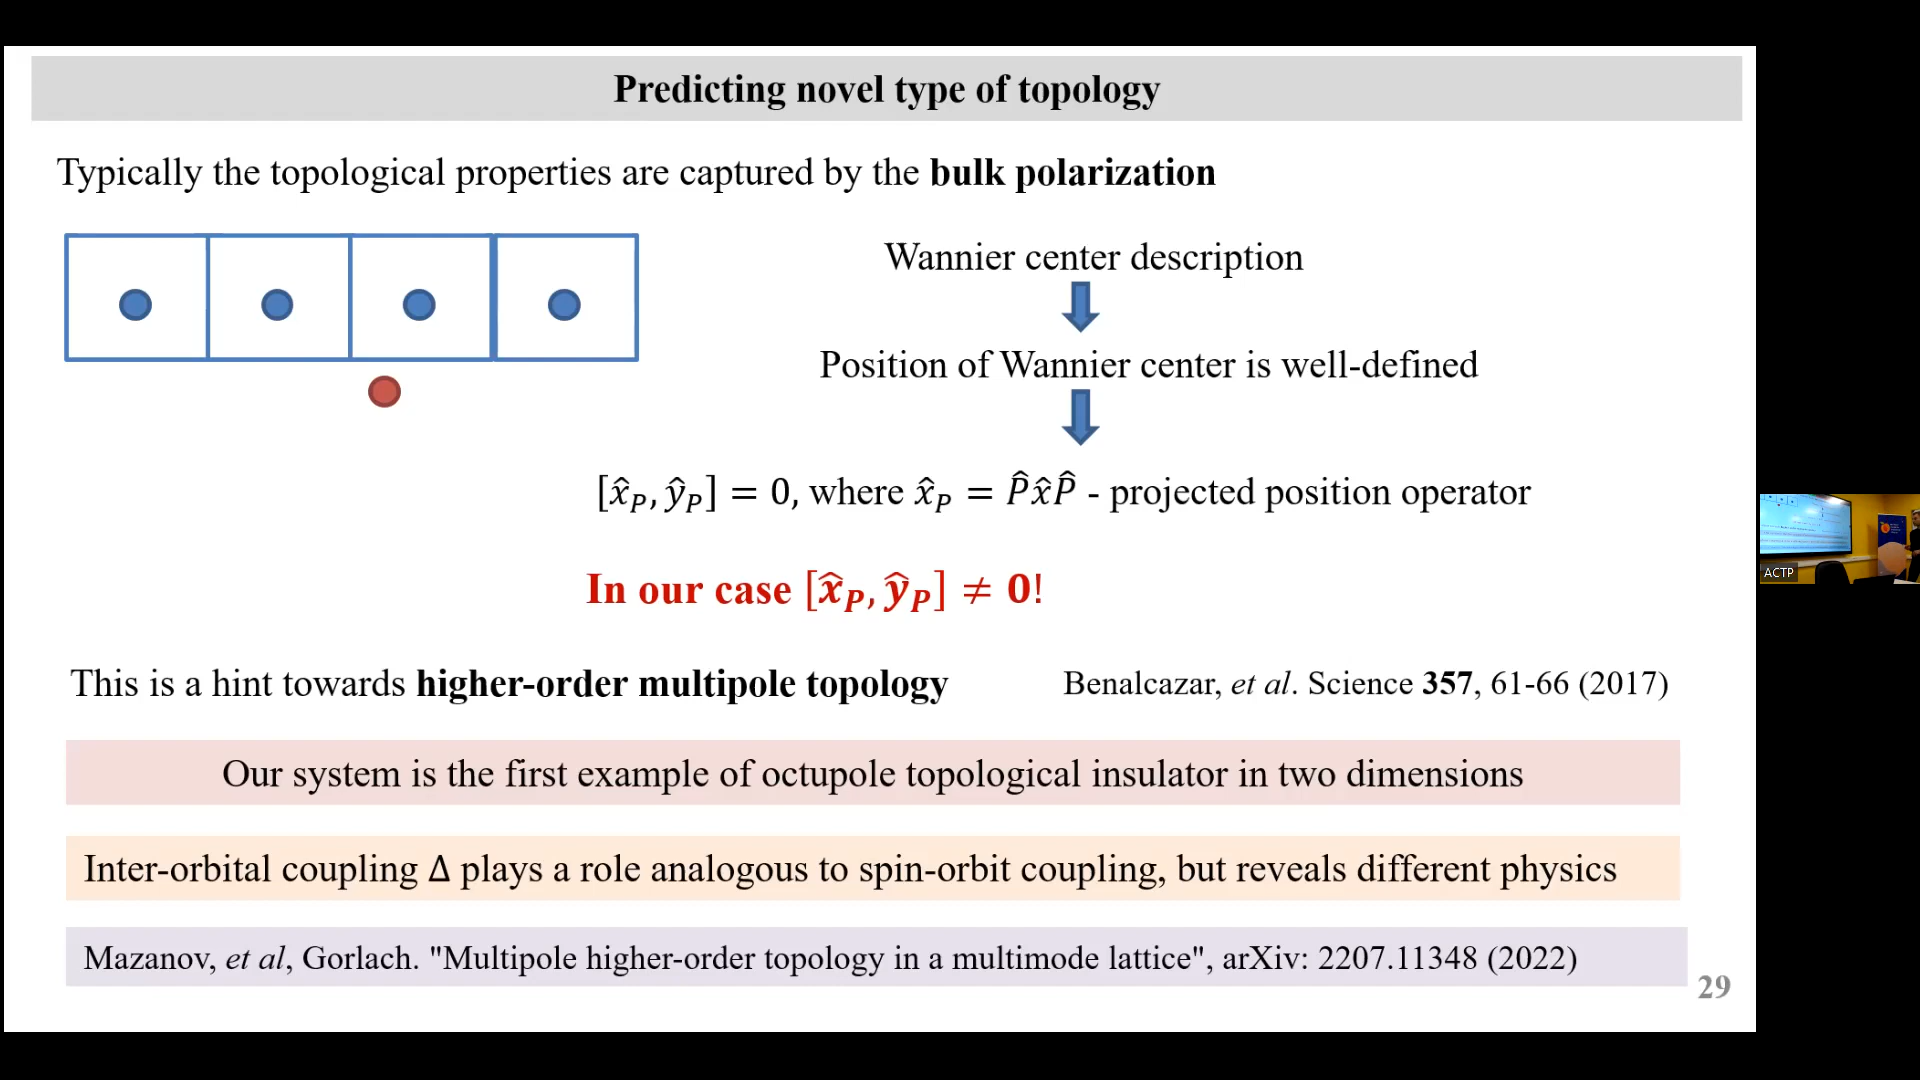 Predicting novel type of topology
Typically the topological properties are captured by the bulk polarization
Wannier center description
Position of Wannier center is well-defined
[x̂_P, ŷ_P] = 0, where x̂_P = P̂x̂P̂ - projected position operator
In our case [x̂_P, ŷ_P] ≠ 0!
This is a hint towards higher-order multipole topology
Benalcazar, et al. Science 357, 61-66 (2017)
Our system is the first example of octupole topological insulator in two dimensions
Inter-orbital coupling Δ plays a role analogous to spin-orbit coupling, but reveals different physics
Mazanov, et al, Gorlach. "Multipole higher-order topology in a multimode lattice", arXiv: 2207.11348 (2022)
29
ACTP